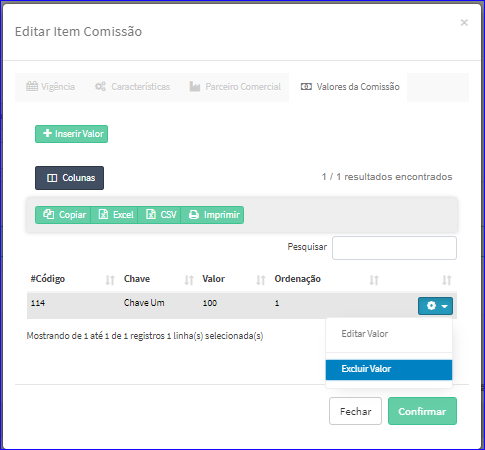 Editar Item Comissão
×
Vigência Características Parceiro Comercial Valores da Comissão
Inserir Valor
Colunas 1 / 1 resultados encontrados
Copiar Excel CSV Imprimir
Pesquisar
#Código Chave Valor Ordenação
114 Chave Um 100 1
Mostrando de 1 até 1 de 1 registros 1 linha(s) selecionada(s)
Editar Valor
Excluir Valor
Fechar Confirmar